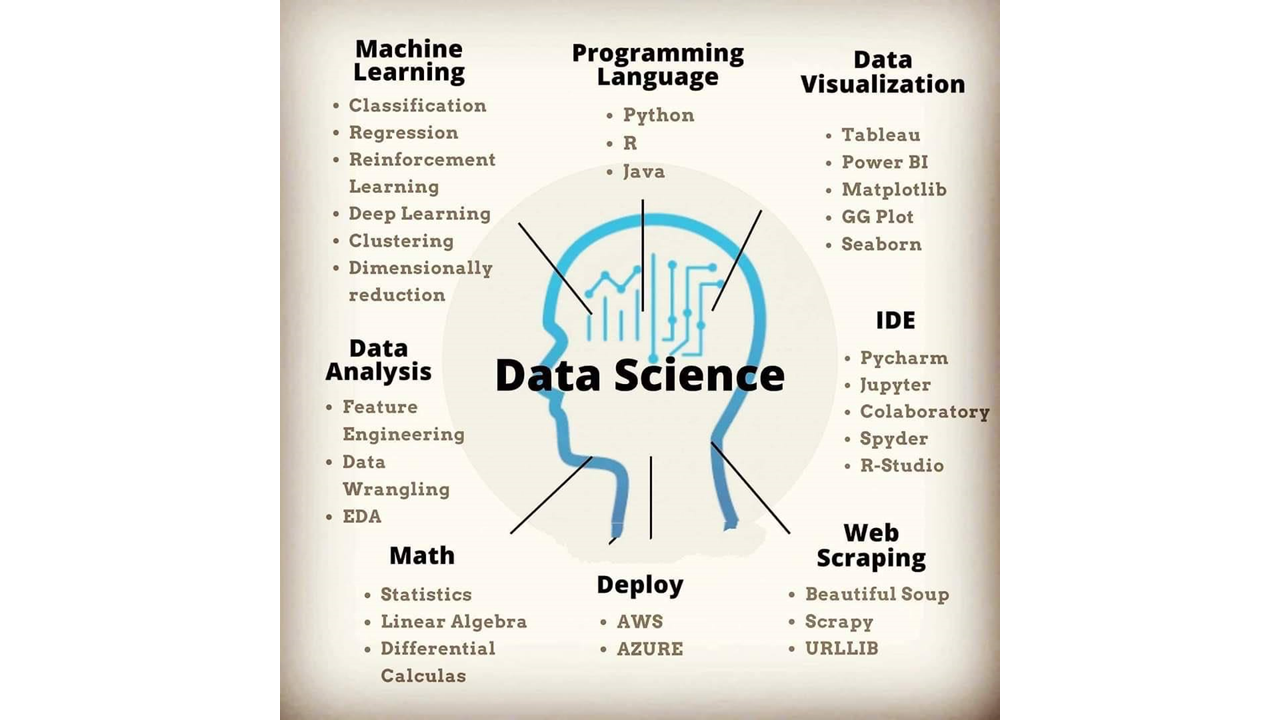 Machine
Learning
• Classification
• Regression
• Reinforcement
Learning
• Deep Learning
• Clustering
• Dimensionally
reduction
Programming
Language
• Python
• R
• Java
Data
Visualization
• Tableau
• Power BI
• Matplotlib
• GG Plot
• Seaborn
Data
Analysis
• Feature
Engineering
• Data
Wrangling
• EDA
Data Science
IDE
• Pycharm
• Jupyter
• Colaboratory
• Spyder
• R-Studio
Math
• Statistics
• Linear Algebra
• Differential
Calculas
Deploy
• AWS
• AZURE
Web
Scraping
• Beautiful Soup
• Scrapy
• URLLIB